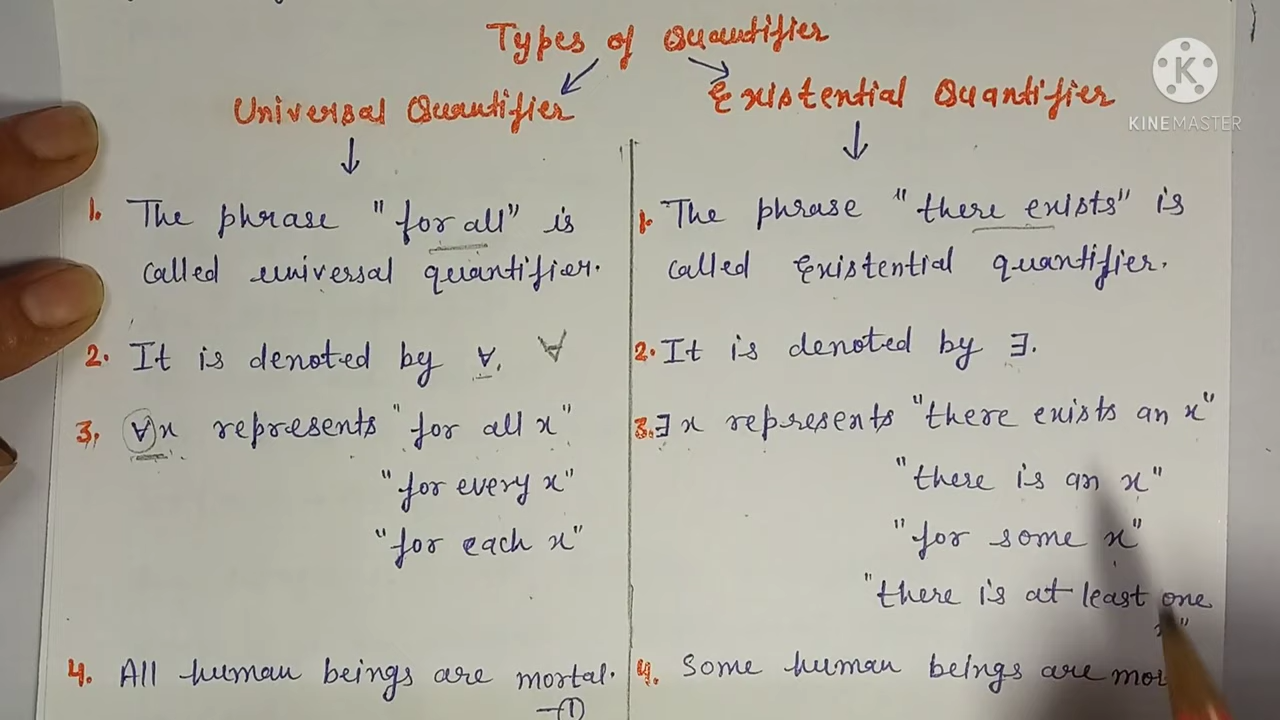 Types of Quantifier
Universal Quantifier
1. The phrase "for all" is
called universal quantifier.
2. It is denoted by ∀. ∀
3. ∀x represents "for all x"
"for every x"
"for each x"
4. All human beings are mortal.
—①
Existential Quantifier
1. The phrase "there exists" is
called Existential quantifier.
2. It is denoted by ∃.
3. ∃ x represents "there exists an x"
"there is an x"
"for some x"
"there is at least one
x"
4. Some human beings are mor
K
KINEMASTER